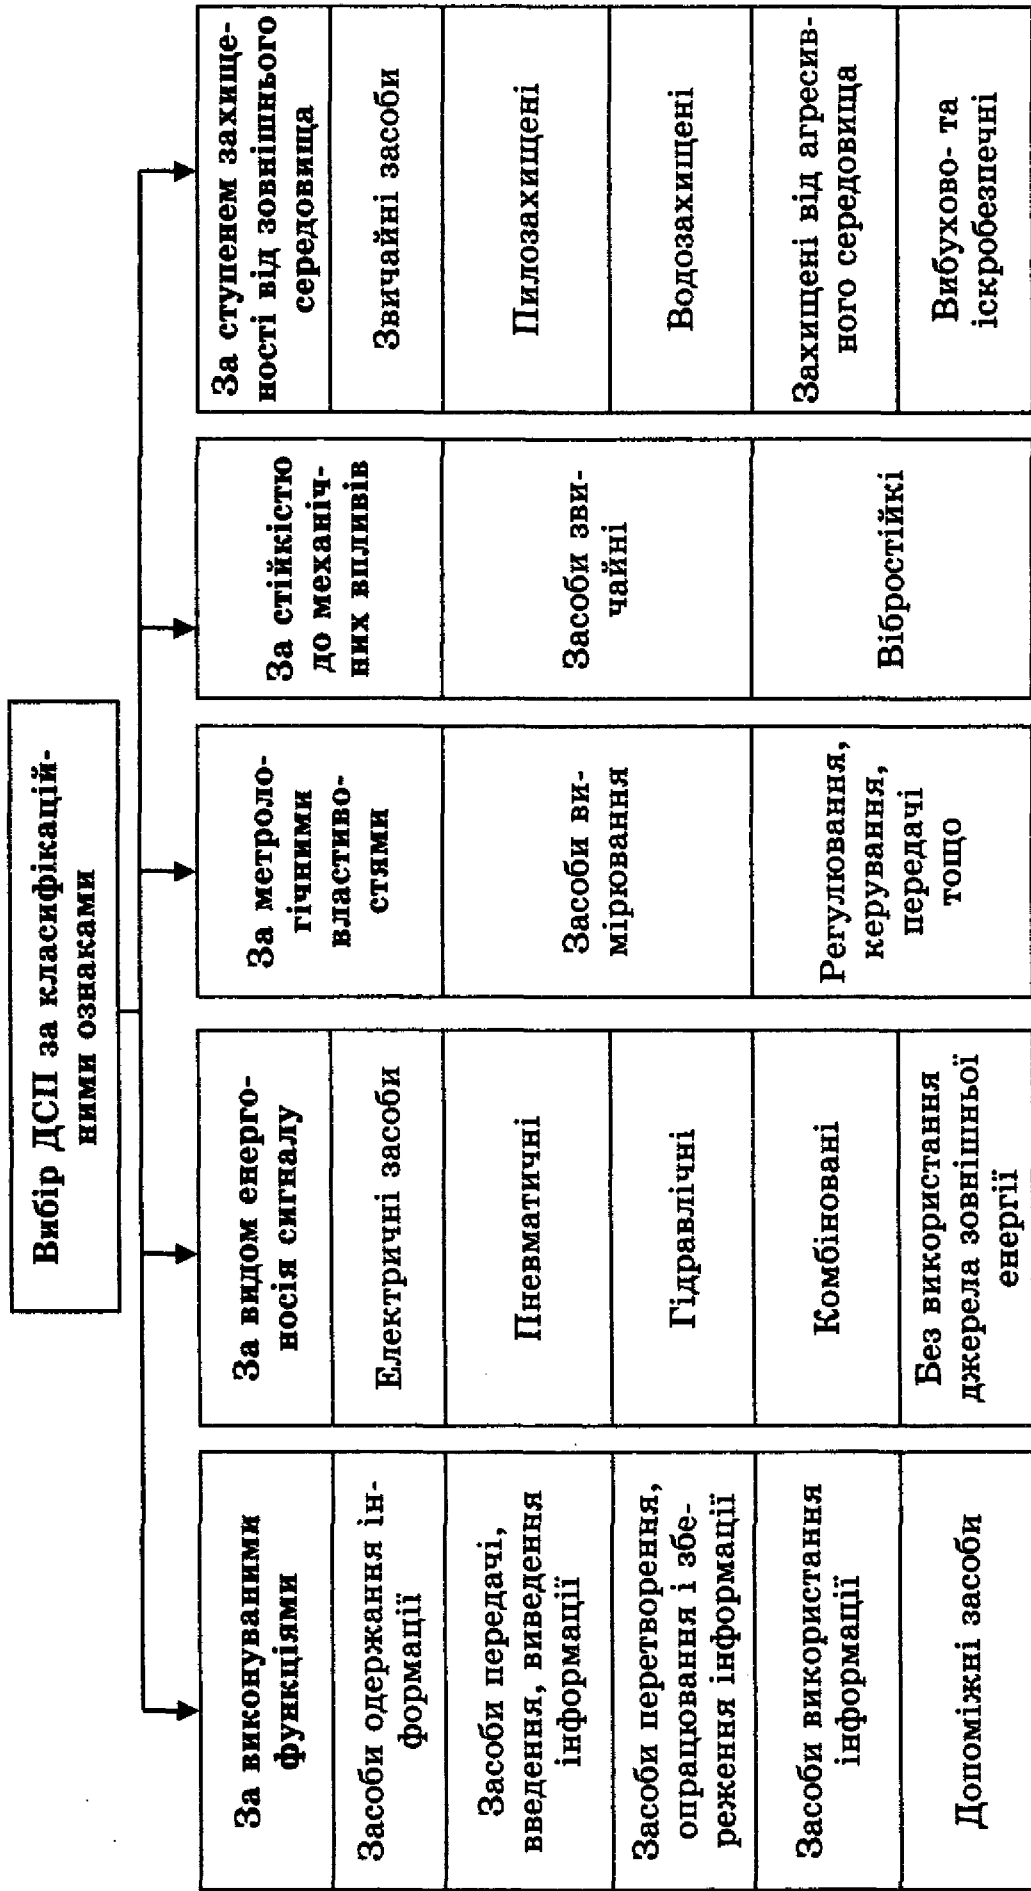 Вибір ДСП за класифікацій-
ними ознаками
За виконуваними
функціями
Засоби одержання ін-
формації
Засоби передачі,
введення, виведення
інформації
Засоби перетворення,
опрацювання і збе-
реження інформації
Засоби використання
інформації
Допоміжні засоби
За видом енерго-
носія сигналу
Електричні засоби
Пневматичні
Гідравлічні
Комбіновані
Без використання
джерела зовнішньої
енергії
За метроло-
гічними
властиво-
стями
Засоби ви-
мірювання
Регулювання,
керування,
передачі
тощо
За стійкістю
до механіч-
них впливів
Засоби зви-
чайні
Вібростійкі
За ступенем захище-
ності від зовнішнього
середовища
Звичайні засоби
Пилозахищені
Водозахищені
Захищені від агресив-
ного середовища
Вибухово- та
іскробезпечні